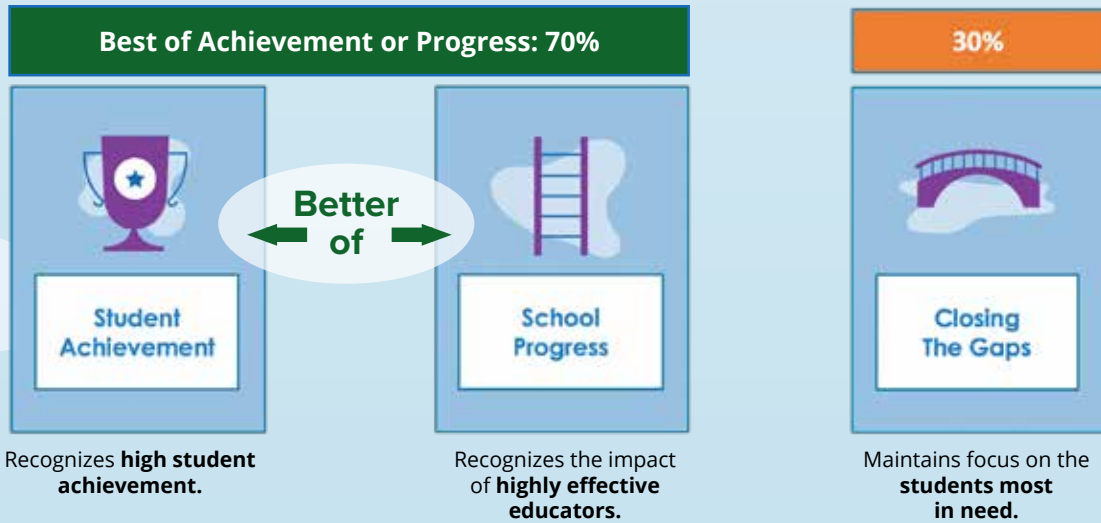 Best of Achievement or Progress: 70%
30%
Better
of
Student
Achievement
School
Progress
Closing
The Gaps
Recognizes high student
achievement.
Recognizes the impact
of highly effective
educators.
Maintains focus on the
students most
in need.